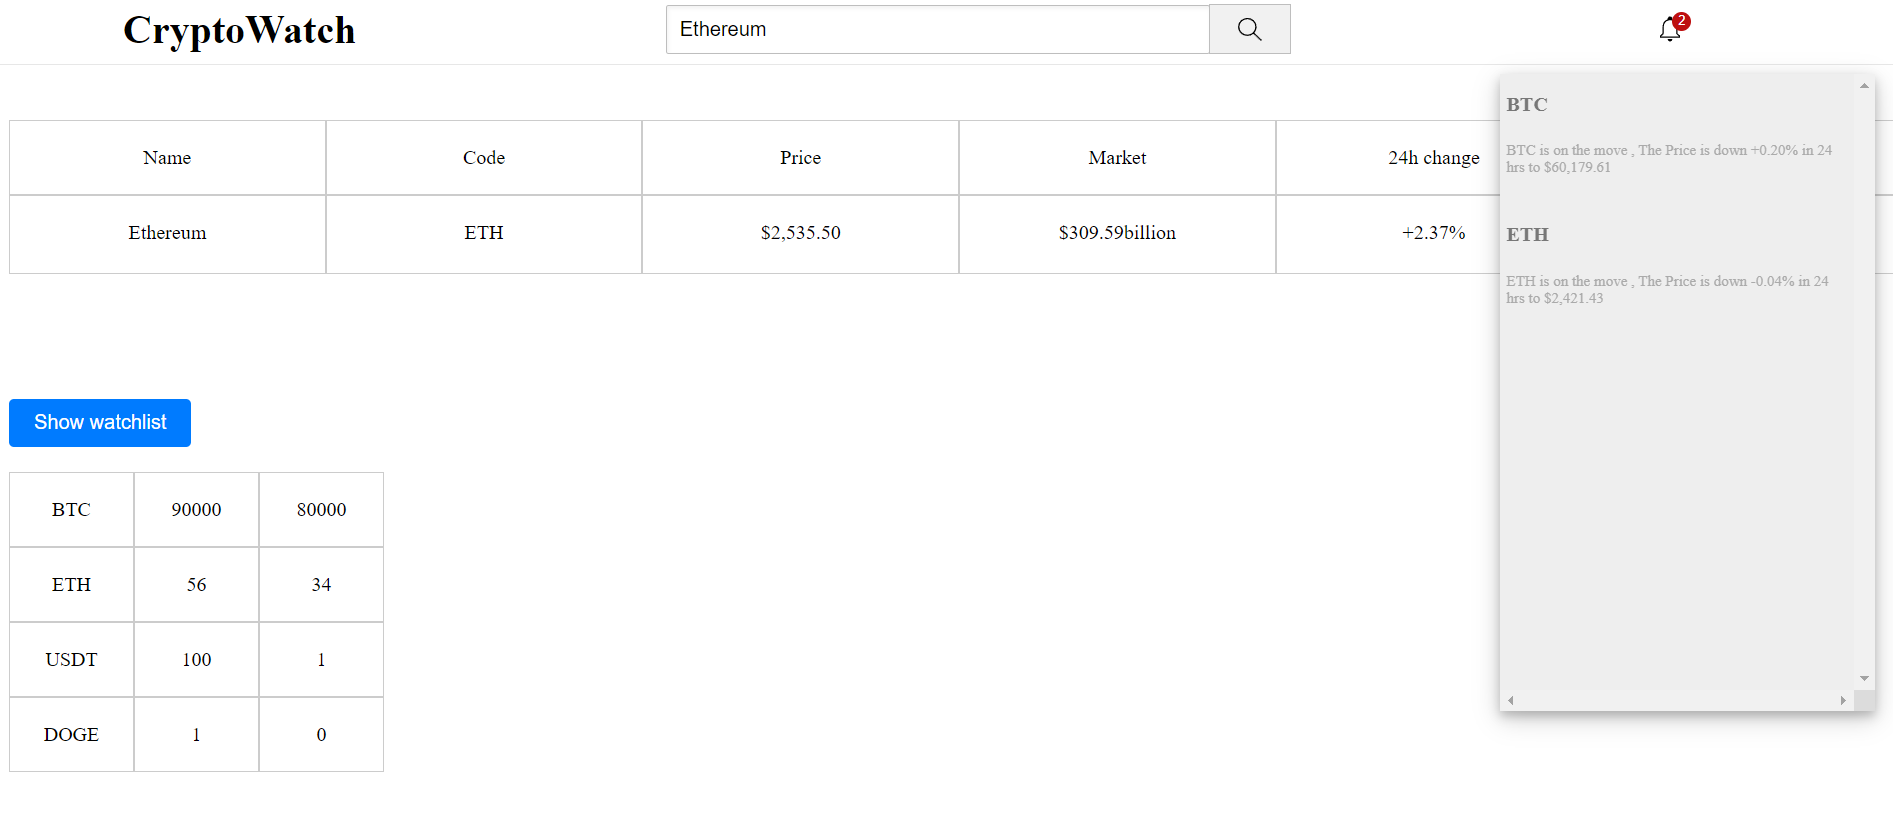 CryptoWatch
Ethereum
2
Name Code Price Market 24h change
Ethereum ETH $2,535.50 $309.59billion +2.37%
BTC
BTC is on the move , The Price is down +0.20% in 24
hrs to $60,179.61
ETH
ETH is on the move , The Price is down -0.04% in 24
hrs to $2,421.43
Show watchlist
BTC 90000 80000
ETH 56 34
USDT 100 1
DOGE 1 0